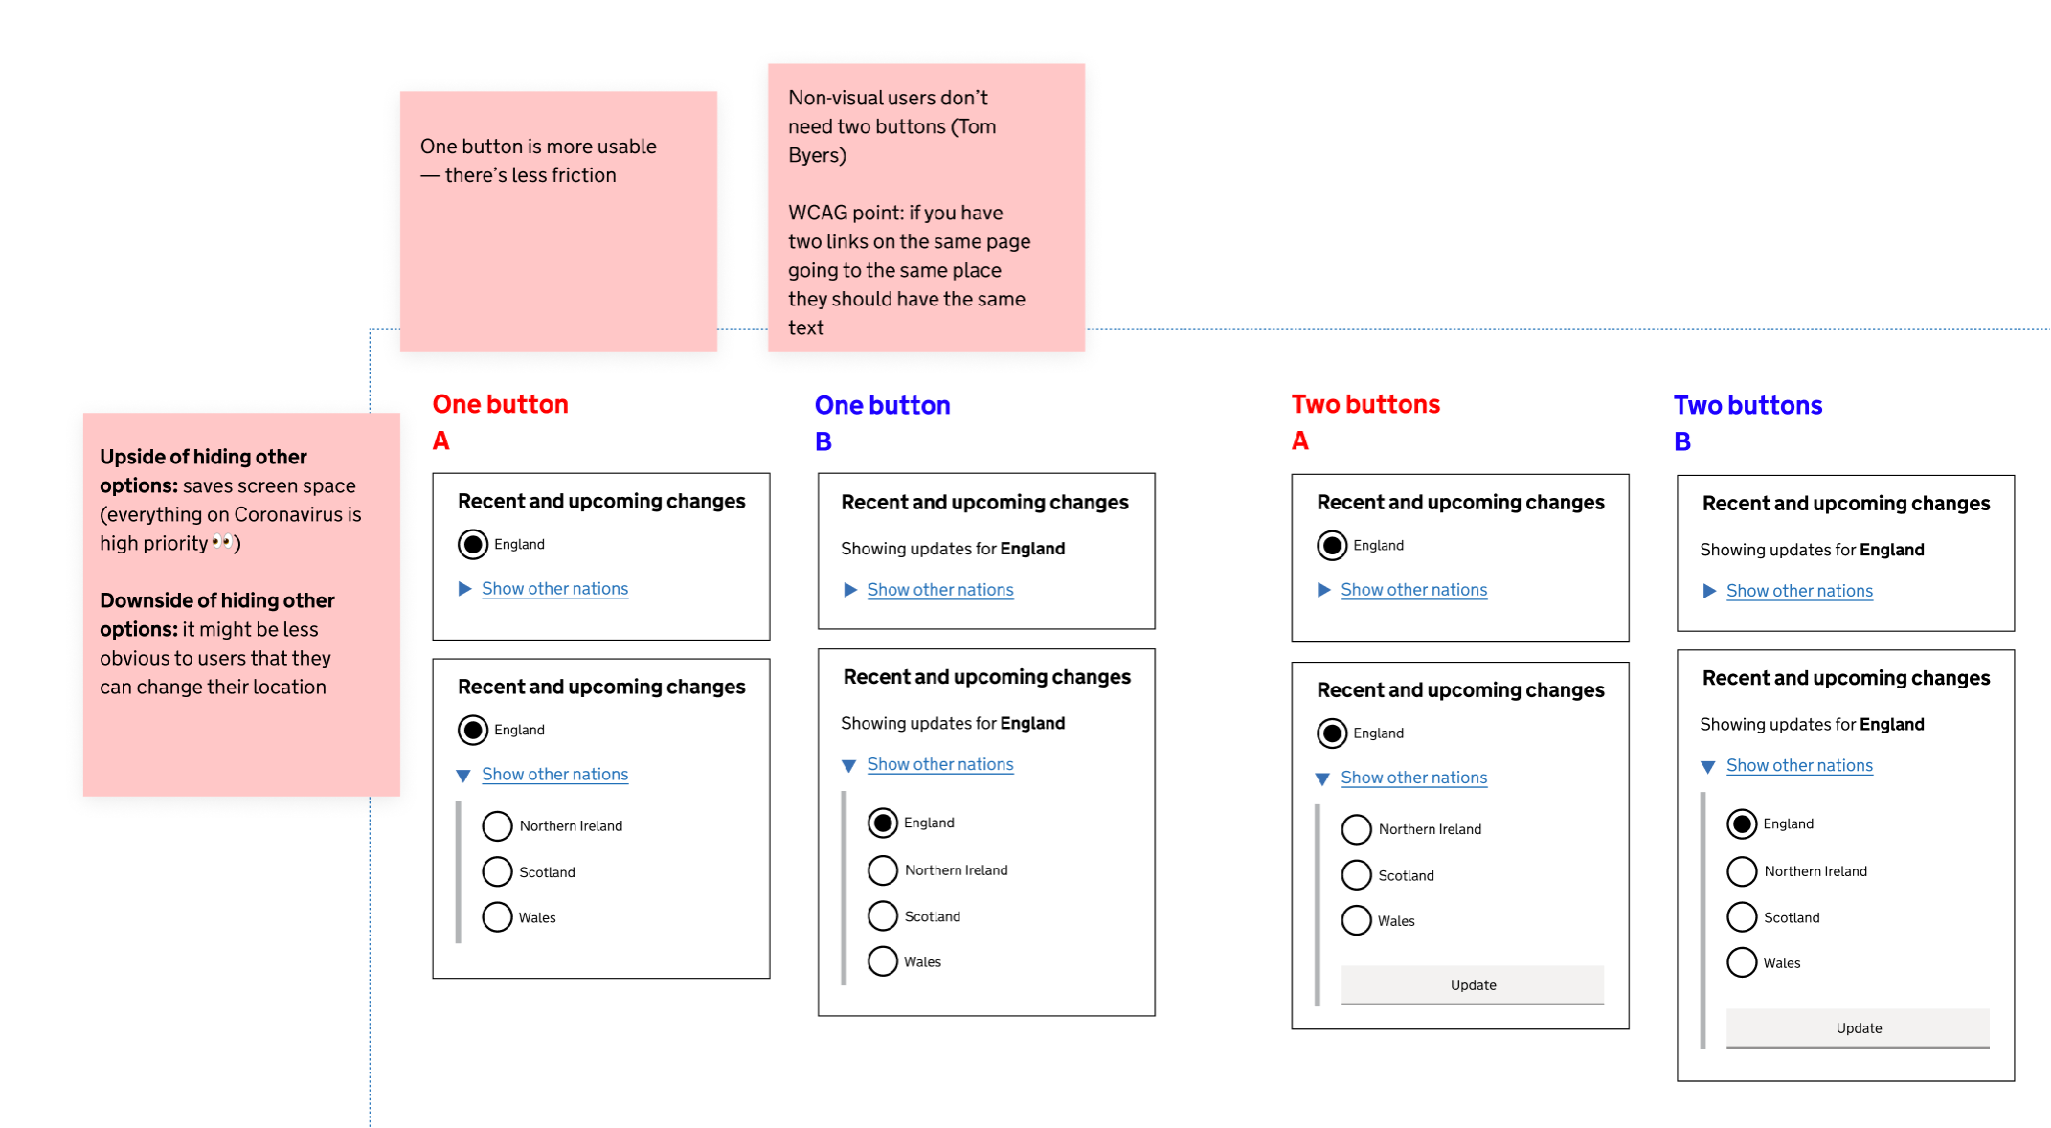 One button is more usable
— there's less friction
Non-visual users don't
need two buttons (Tom
Byers)
WCAG point: if you have
two links on the same page
going to the same place
they should have the same
text
Upside of hiding other
options: saves screen space
(everything on Coronavirus is
high priority 👀)
Downside of hiding other
options: it might be less
obvious to users that they
can change their location
One button
A
Recent and upcoming changes
England
Show other nations
Recent and upcoming changes
England
Show other nations
Northern Ireland
Scotland
Wales
One button
B
Recent and upcoming changes
Showing updates for England
Show other nations
Recent and upcoming changes
Showing updates for England
Show other nations
England
Northern Ireland
Scotland
Wales
Two buttons
A
Recent and upcoming changes
England
Show other nations
Recent and upcoming changes
England
Show other nations
Northern Ireland
Scotland
Wales
Update
Two buttons
B
Recent and upcoming changes
Showing updates for England
Show other nations
Recent and upcoming changes
Showing updates for England
Show other nations
England
Northern Ireland
Scotland
Wales
Update